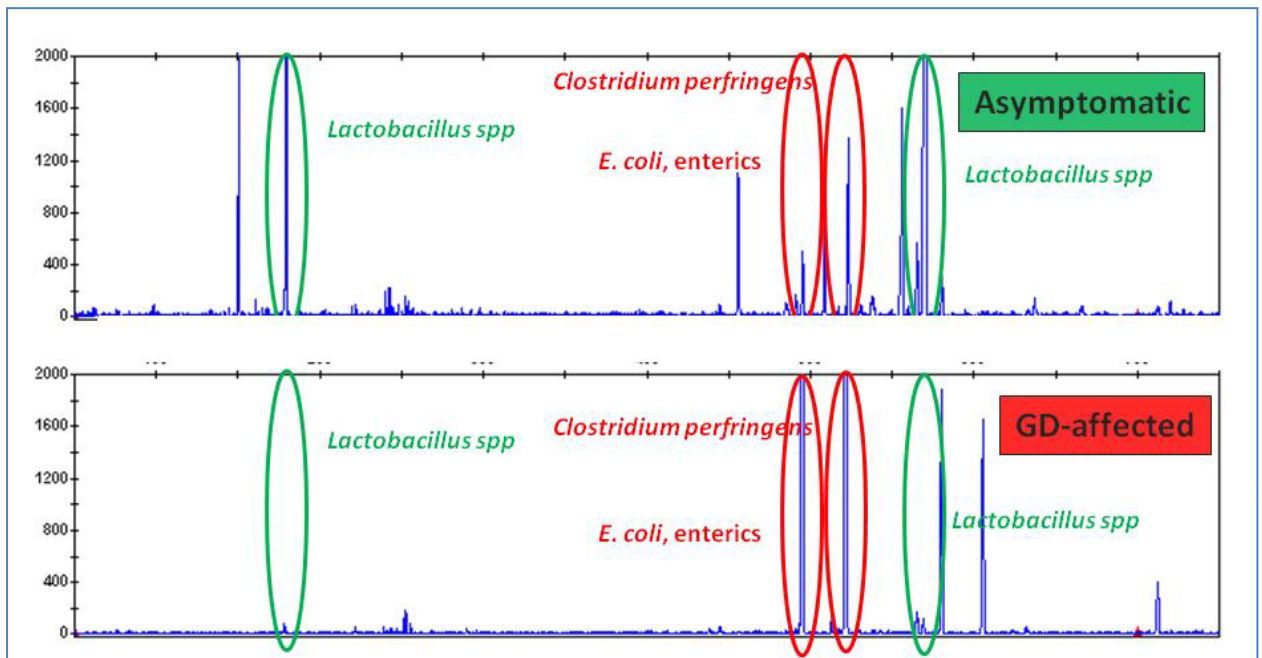 2000
1600
1200
800
400
0
Clostridium perfringens
Asymptomatic
Lactobacillus spp
E. coli, enterics
Lactobacillus spp
2000
1600
1200
800
400
0
Clostridium perfringens
GD-affected
Lactobacillus spp
Lactobacillus spp
E. coli, enterics